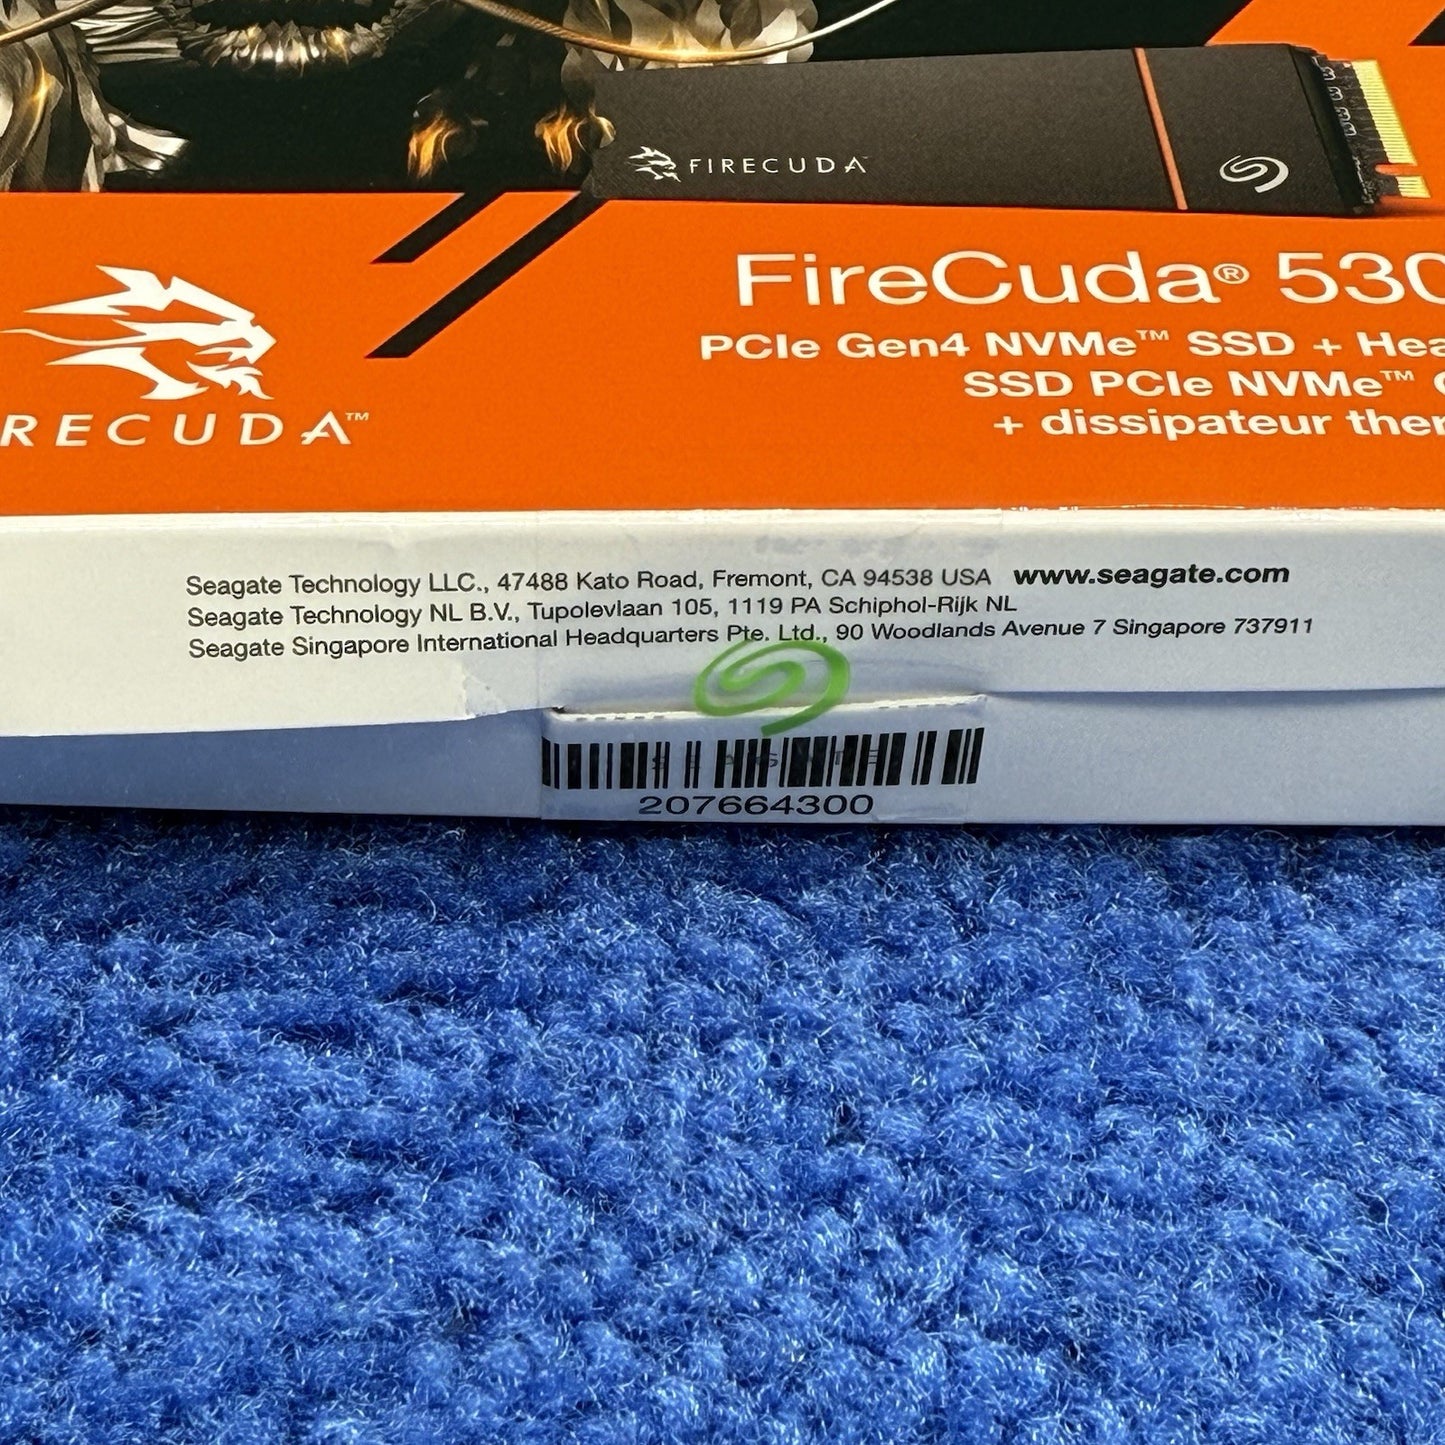 FIRECUDA
FireCuda® 530
PCIe Gen4 NVMe™ SSD + Hea
SSD PCIe NVMe™
+ dissipateur ther
RECUDA™
Seagate Technology LLC., 47488 Kato Road, Fremont, CA 94538 USA www.seagate.com
Seagate Technology NL B.V., Tupolevlaan 105, 1119 PA Schiphol-Rijk NL
Seagate Singapore International Headquarters Pte. Ltd., 90 Woodlands Avenue 7 Singapore 737911
207664300